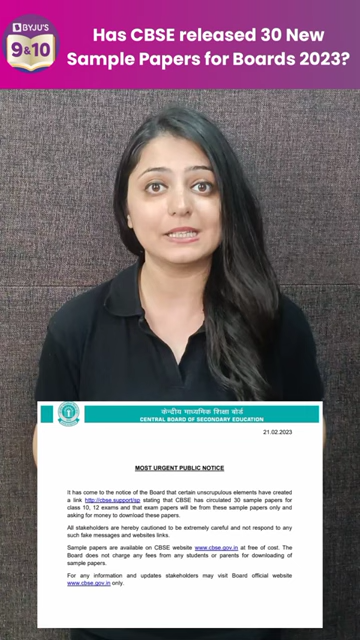 BYJU'S
9&10
Has CBSE released 30 New
Sample Papers for Boards 2023?
केन्द्रीय माध्यमिक शिक्षा बोर्ड
CENTRAL BOARD OF SECONDARY EDUCATION
21.02.2023
MOST URGENT PUBLIC NOTICE
It has come to the notice of the Board that certain unscrupulous elements have created
a link http://cbse.support/sp stating that CBSE has circulated 30 sample papers for
class 10, 12 exams and that exam papers will be from these sample papers only and
asking for money to download these papers.
All stakeholders are hereby cautioned to be extremely careful and not respond to any
such fake messages and websites links.
Sample papers are available on CBSE website www.cbse.gov.in at free of cost. The
Board does not charge any fees from any students or parents for downloading of
sample papers.
For any information and updates stakeholders may visit Board official website
www.cbse.gov.in only.